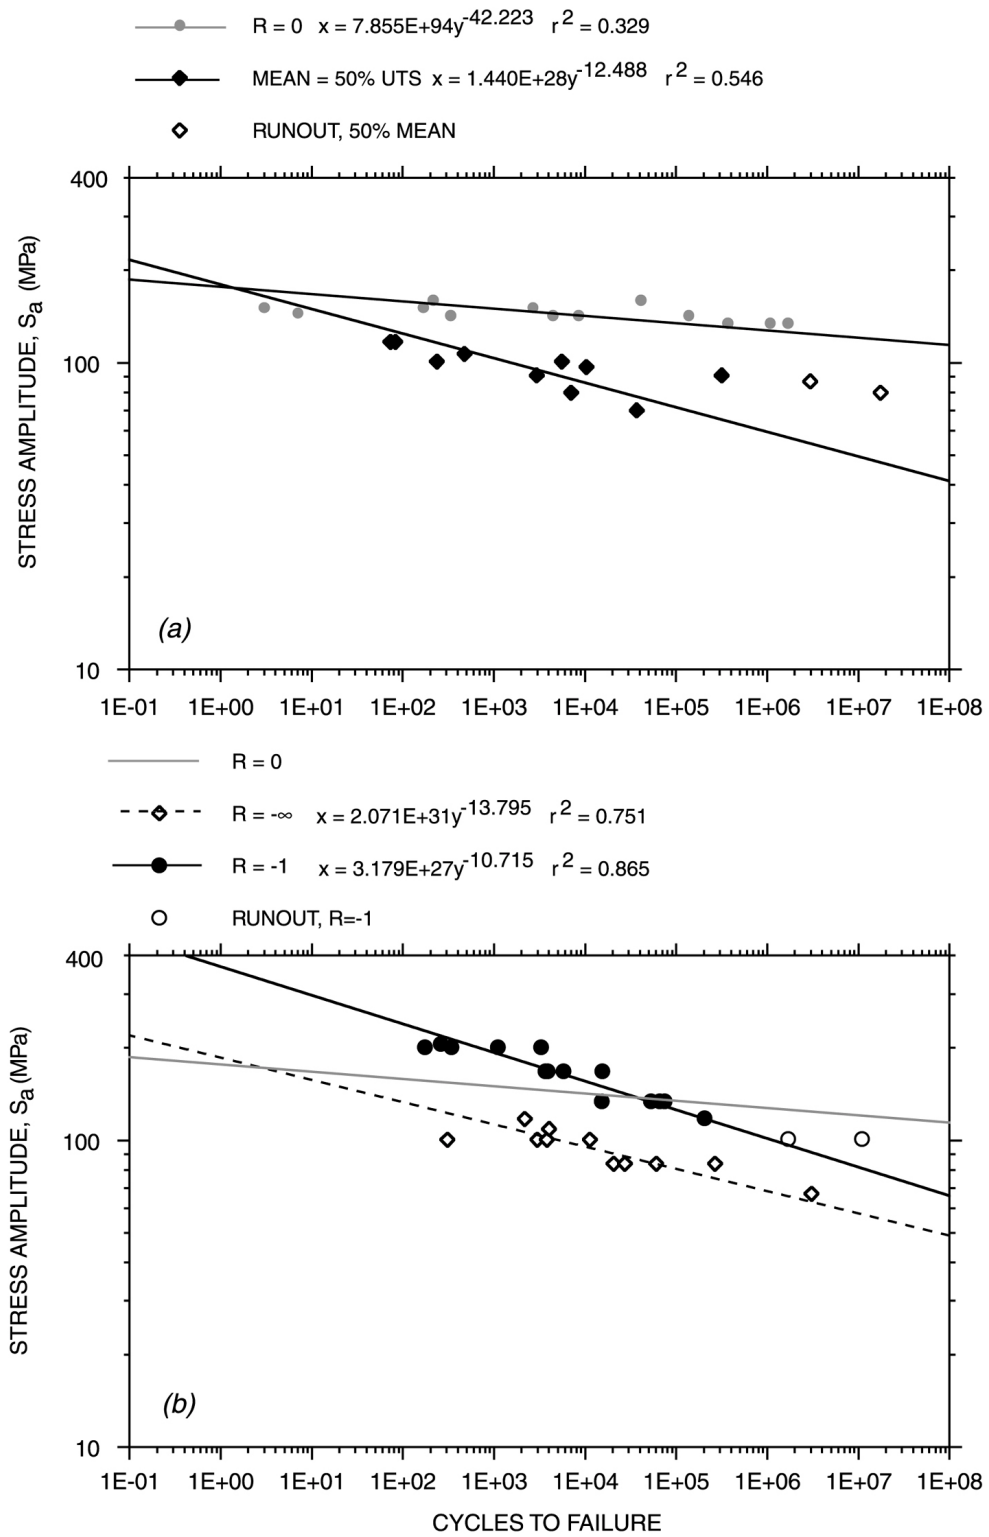 R = 0 x = 7.855E+94y-42.223 r2 = 0.329
MEAN = 50% UTS x = 1.440E+28y-12.488 r2 = 0.546
RUNOUT, 50% MEAN
400
100
10
STRESS AMPLITUDE, Sa (MPa)
(a)
1E-01 1E+00 1E+01 1E+02 1E+03 1E+04 1E+05 1E+06 1E+07 1E+08
R = 0
R = -∞ x = 2.071E+31y-13.795 r2 = 0.751
R = -1 x = 3.179E+27y-10.715 r2 = 0.865
RUNOUT, R=-1
400
100
10
STRESS AMPLITUDE, Sa (MPa)
(b)
1E-01 1E+00 1E+01 1E+02 1E+03 1E+04 1E+05 1E+06 1E+07 1E+08
CYCLES TO FAILURE